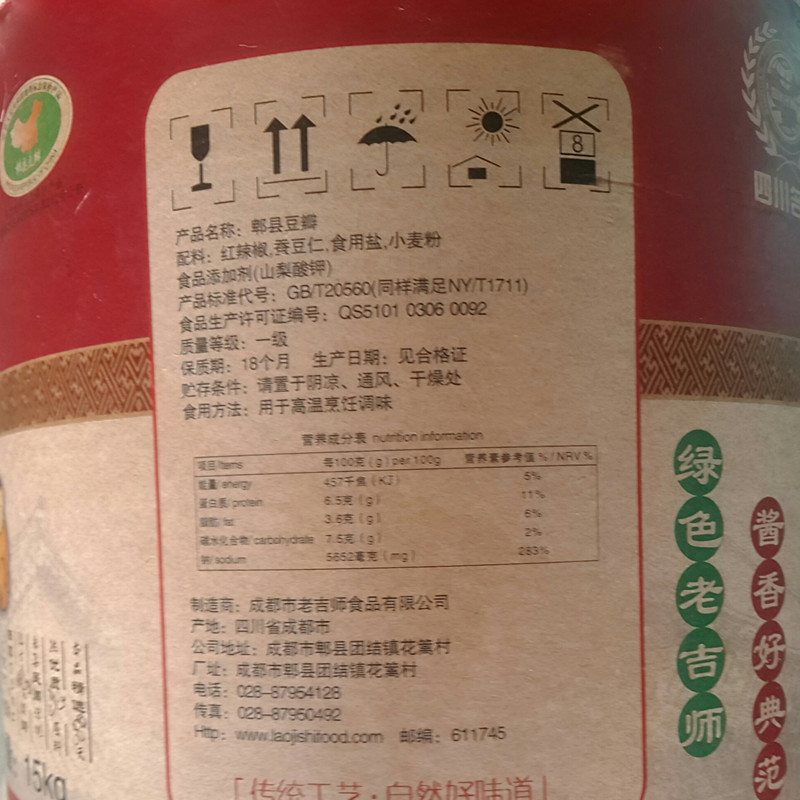 8
产品名称：郫县豆瓣
配料：红辣椒,蚕豆仁,食用盐,小麦粉
食品添加剂(山梨酸钾)
产品标准代号：GB/T20560(同样满足NY/T1711)
食品生产许可证编号：QS5101 0306 0092
质量等级：一级
保质期：18个月 生产日期：见合格证
贮存条件：请置于阴凉、通风、干燥处
食用方法：用于高温烹饪调味
营养成分表 nutrition information
项目/Items 每100克（g）per 100g 营养素参考值％/NRV％
能量/energy 457千焦（KJ） 5%
蛋白质/protein 6.5克（g） 11%
脂肪/fat 3.6克（g） 6%
碳水化合物/carbohydrate 7.5克（g） 2%
钠/sodium 5652毫克（mg） 283%
制造商：成都市老吉师食品有限公司
产地：四川省成都市
公司地址：成都市郫县团结镇花篱村
厂址：成都市郫县团结镇花篱村
电话：028-87954128
传真：028-87950492
Http：www.laojishifood.com 邮编：611745
[传统工艺·自然好味道]
绿色老吉师
酱香好典范
四川
15kg